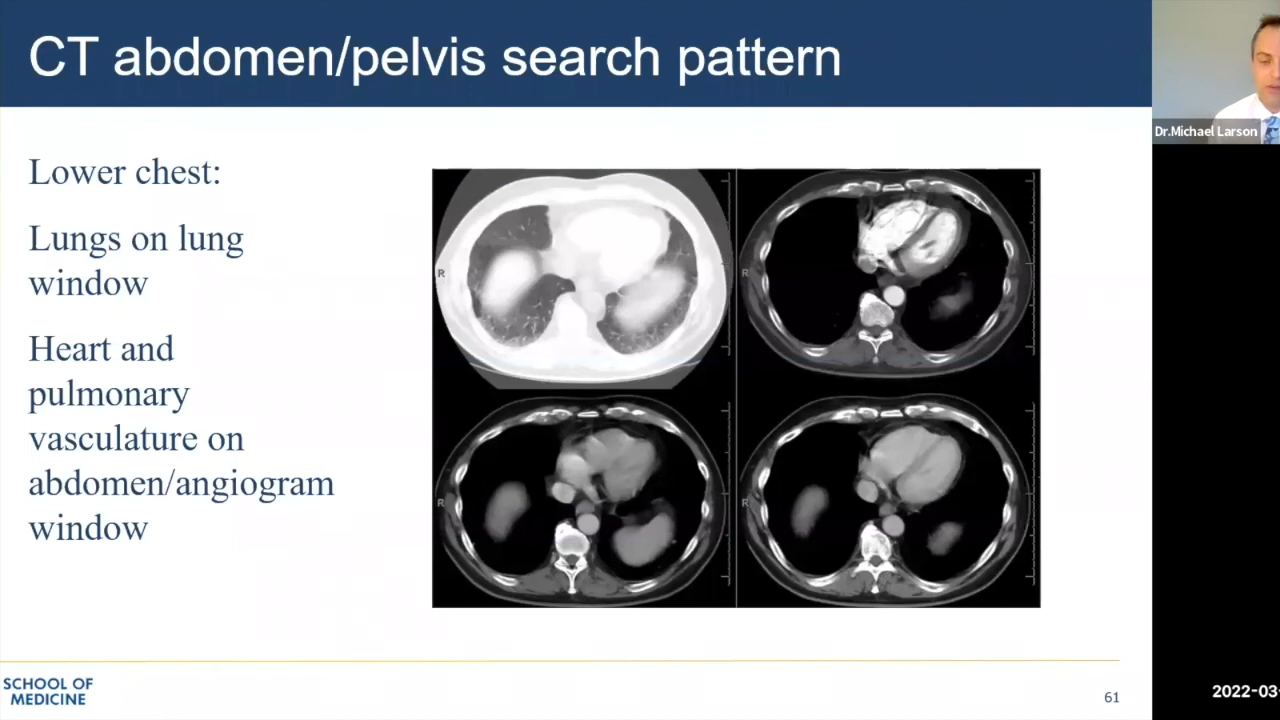 CT abdomen/pelvis search pattern
Dr.Michael Larson
Lower chest:
Lungs on lung
window
Heart and
pulmonary
vasculature on
abdomen/angiogram
window
R
R
R
R
SCHOOL OF
MEDICINE
61
2022-03-